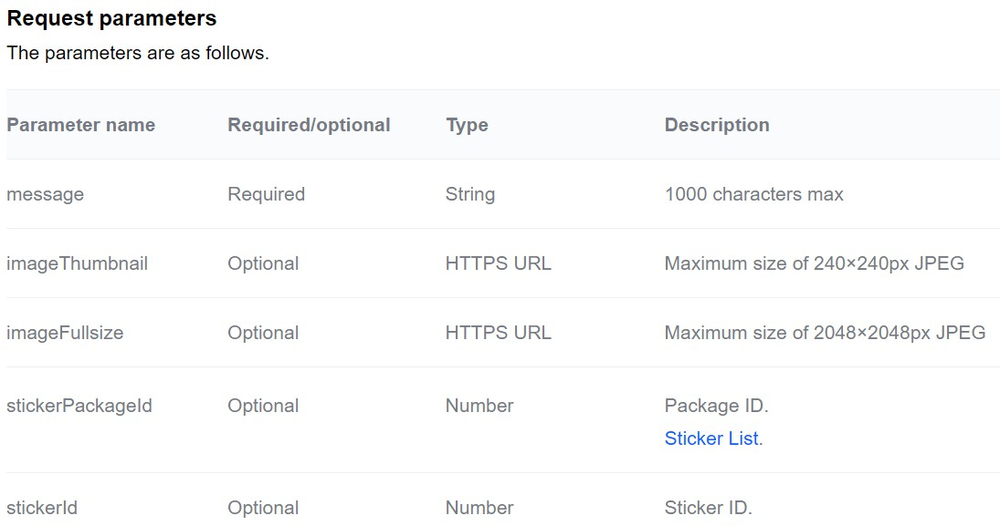 Request parameters
The parameters are as follows.
Parameter name Required/optional Type Description
message Required String 1000 characters max
imageThumbnail Optional HTTPS URL Maximum size of 240×240px JPEG
imageFullsize Optional HTTPS URL Maximum size of 2048×2048px JPEG
stickerPackageId Optional Number Package ID.
Sticker List.
stickerId Optional Number Sticker ID.